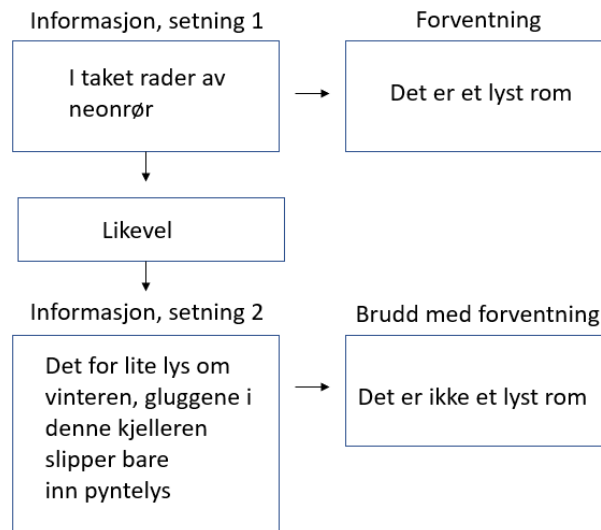 Informasjon, setning 1
Forventning
I taket rader av
neonrør
Det er et lyst rom
Likevel
Informasjon, setning 2
Brudd med forventning
Det for lite lys om
vinteren, gluggene i
denne kjelleren
slipper bare
inn pyntelys
Det er ikke et lyst rom